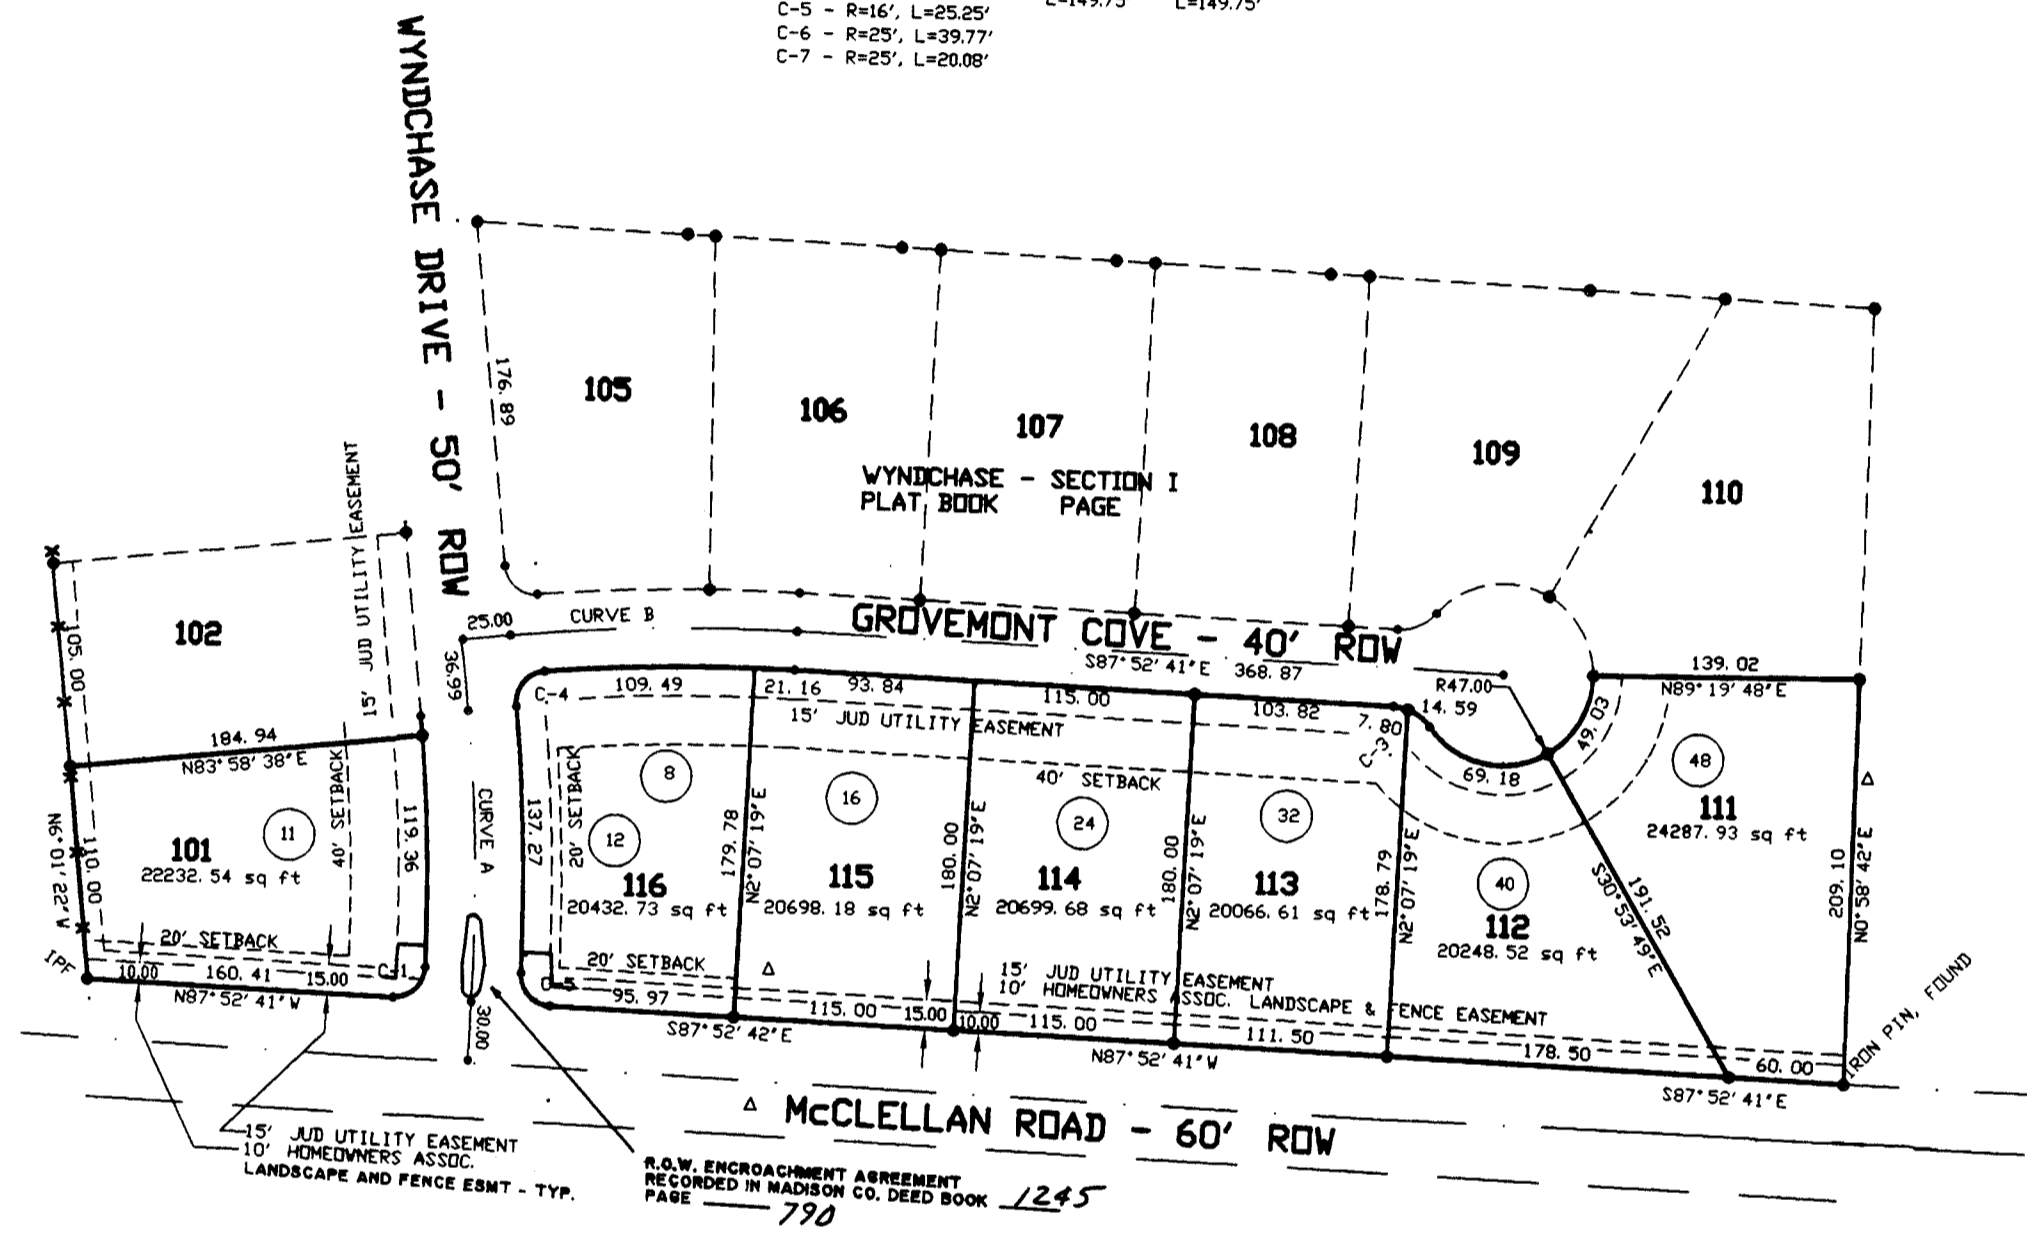 C-5 - R=16', L=25.25'
L=149.75' L=149.75'
C-6 - R=25', L=39.77'
C-7 - R=25', L=20.08'
WYNDCHASE DRIVE - 50' ROW
176.89
105
106
107
108
109
110
WYNDCHASE - SECTION I
PLAT BOOK PAGE
15' JUD UTILITY EASEMENT
102
105.00
25.00
CURVE B
36.99
GROVEMONT COVE - 40' ROW
S87°52'41"E 368.87
R47.00
139.02
N89°19'48"E
184.94
N83°58'38"E
C-4
109.49
21.16
93.84
115.00
103.82
7.80
14.59
C-3
69.18
49.03
15' JUD UTILITY EASEMENT
40' SETBACK
N6°01'22"W
110.00
101
22232.54 sq ft
11
40' SETBACK
119.36
CURVE A
137.27
20' SETBACK
8
12
116
20432.73 sq ft
179.78
N2°07'19"E
16
115
20698.18 sq ft
180.00
N2°07'19"E
24
114
20699.68 sq ft
180.00
N2°07'19"E
32
113
20066.61 sq ft
178.79
N2°07'19"E
40
112
20248.52 sq ft
191.52
S30°53'49"E
48
111
24287.93 sq ft
209.10
N0°58'42"E
IPF
20' SETBACK
10.00
160.41
15.00
C-1
N87°52'41"W
30.00
20' SETBACK
C-5
95.97
S87°52'42"E
115.00
15.00
10.00
115.00
15' JUD UTILITY EASEMENT
10' HOMEOWNERS ASSOC. LANDSCAPE & FENCE EASEMENT
N87°52'41"W
111.50
178.50
60.00
S87°52'41"E
IRON PIN, FOUND
McCLELLAN ROAD - 60' ROW
15' JUD UTILITY EASEMENT
10' HOMEOWNERS ASSOC.
LANDSCAPE AND FENCE ESMT - TYP.
R.O.W. ENCROACHMENT AGREEMENT
RECORDED IN MADISON CO. DEED BOOK 1245
PAGE 790